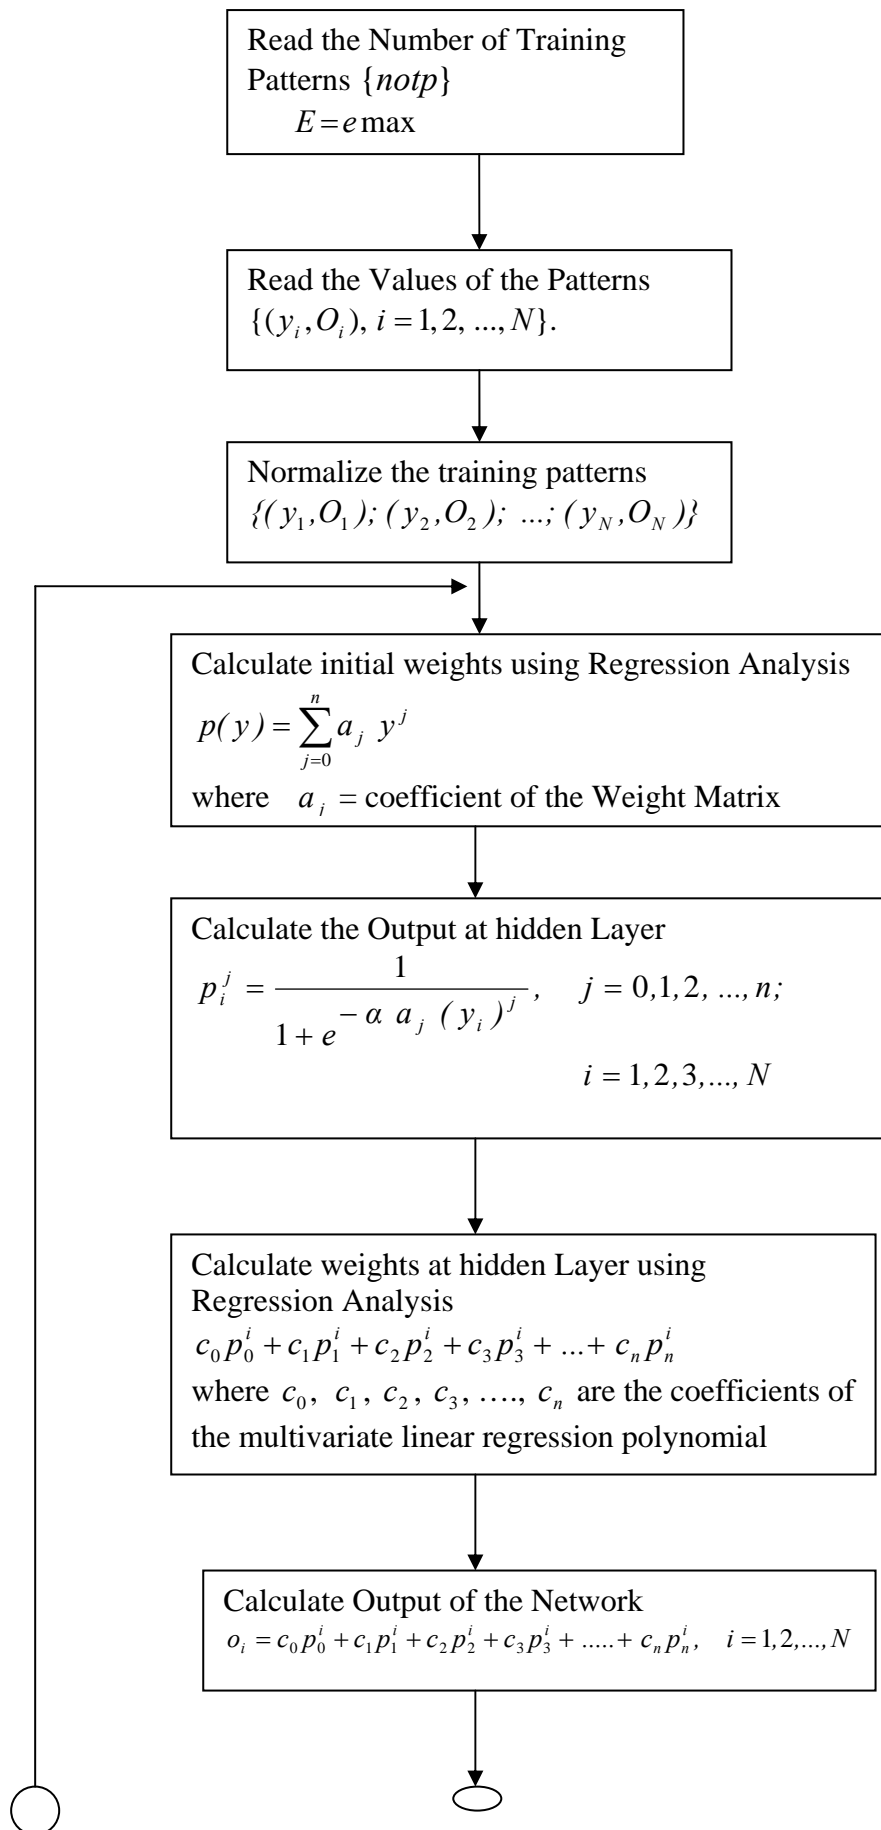 Read the Number of Training
Patterns {notp}
E = e max
Read the Values of the Patterns
{(y_i, O_i), i = 1, 2, ..., N}.
Normalize the training patterns
{(y_1, O_1); (y_2, O_2); ...; (y_N, O_N)}
Calculate initial weights using Regression Analysis
p(y) = \sum_{j=0}^{n} a_j y^j
where a_j = coefficient of the Weight Matrix
Calculate the Output at hidden Layer
p_i^j = \frac{1}{1 + e^{-α a_j (y_i)^j}}, j = 0,1,2, ..., n;
i = 1,2,3,..., N
Calculate weights at hidden Layer using
Regression Analysis
c_0 p_0^i + c_1 p_1^i + c_2 p_2^i + c_3 p_3^i + ... + c_n p_n^i
where c_0, c_1, c_2, c_3, ...., c_n are the coefficients of
the multivariate linear regression polynomial
Calculate Output of the Network
o_i = c_0 p_0^i + c_1 p_1^i + c_2 p_2^i + c_3 p_3^i + ..... + c_n p_n^i, i = 1,2,...,N